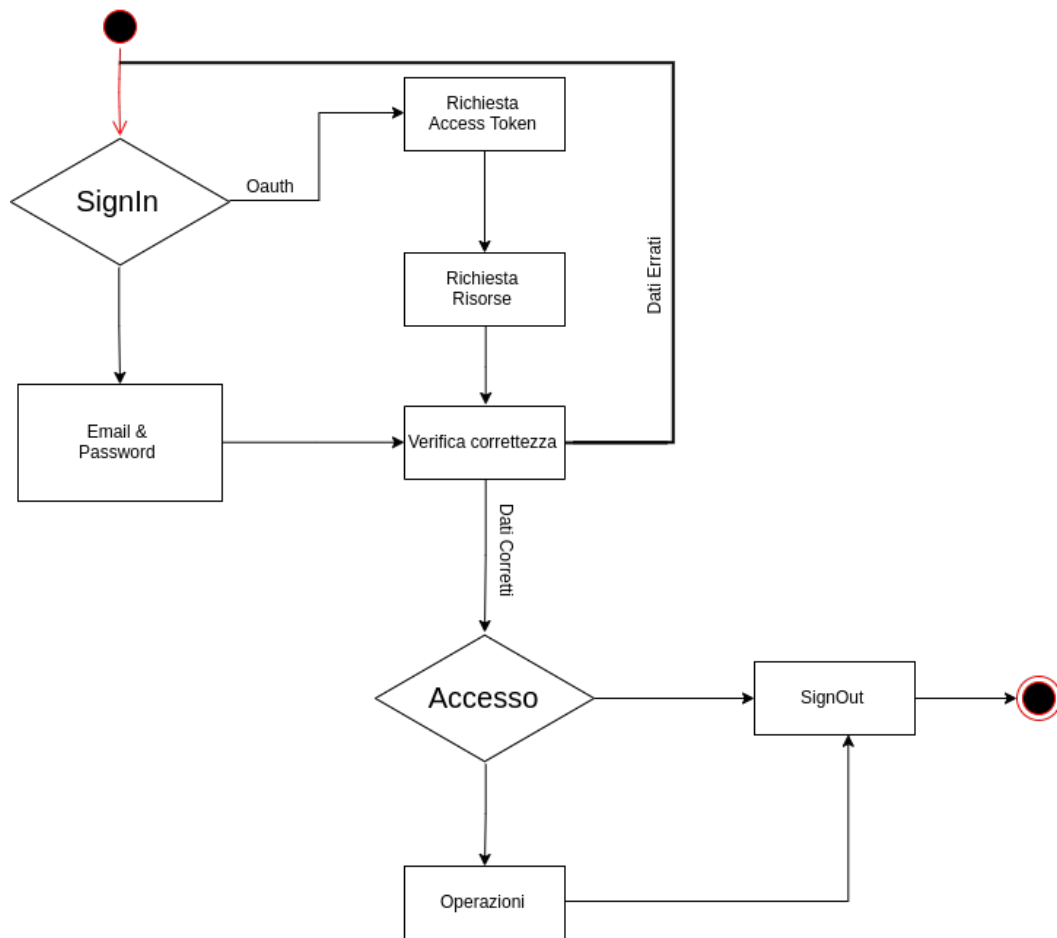 Richiesta
Access Token
SignIn
Oauth
Richiesta
Risorse
Dati Errati
Email &
Password
Verifica correttezza
Dati Corretti
Accesso
SignOut
Operazioni